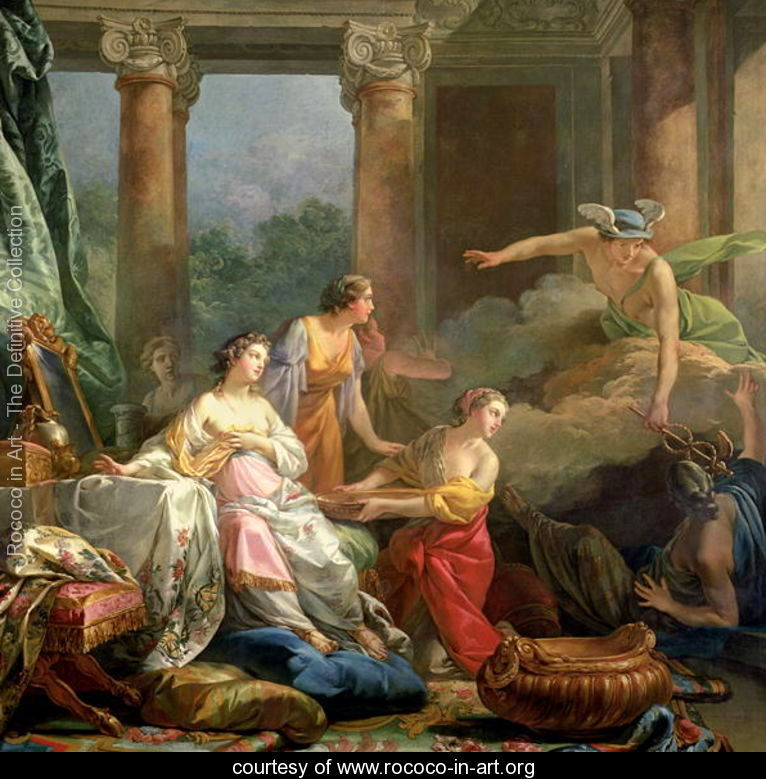 Rococo in Art - The Definitive Collection
courtesy of www.rococo-in-art.org